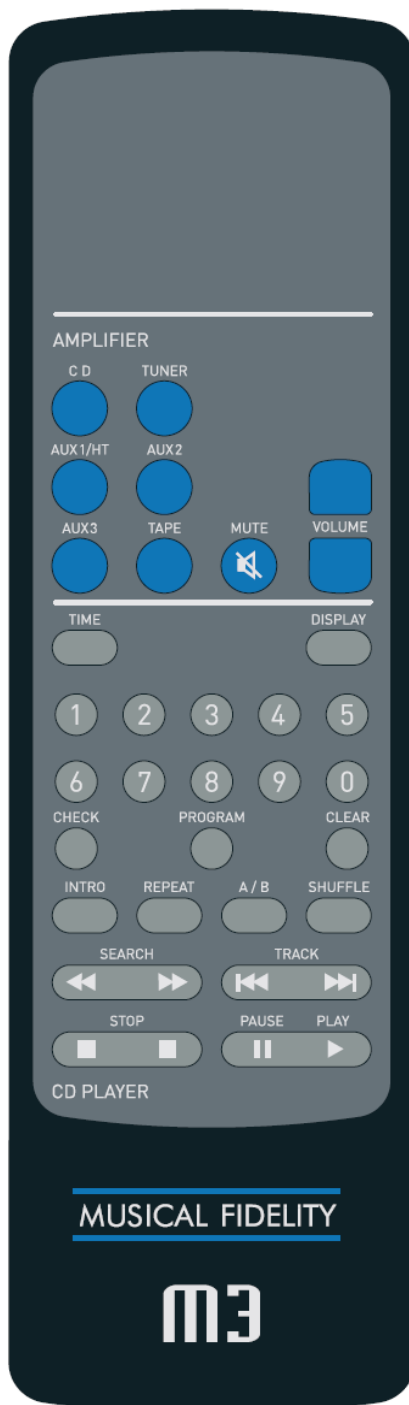 AMPLIFIER
CD TUNER
AUX1/HT AUX2
AUX3 TAPE MUTE VOLUME
TIME DISPLAY
1 2 3 4 5
6 7 8 9 0
CHECK PROGRAM CLEAR
INTRO REPEAT A / B SHUFFLE
SEARCH TRACK
STOP PAUSE PLAY
CD PLAYER
MUSICAL FIDELITY
m3